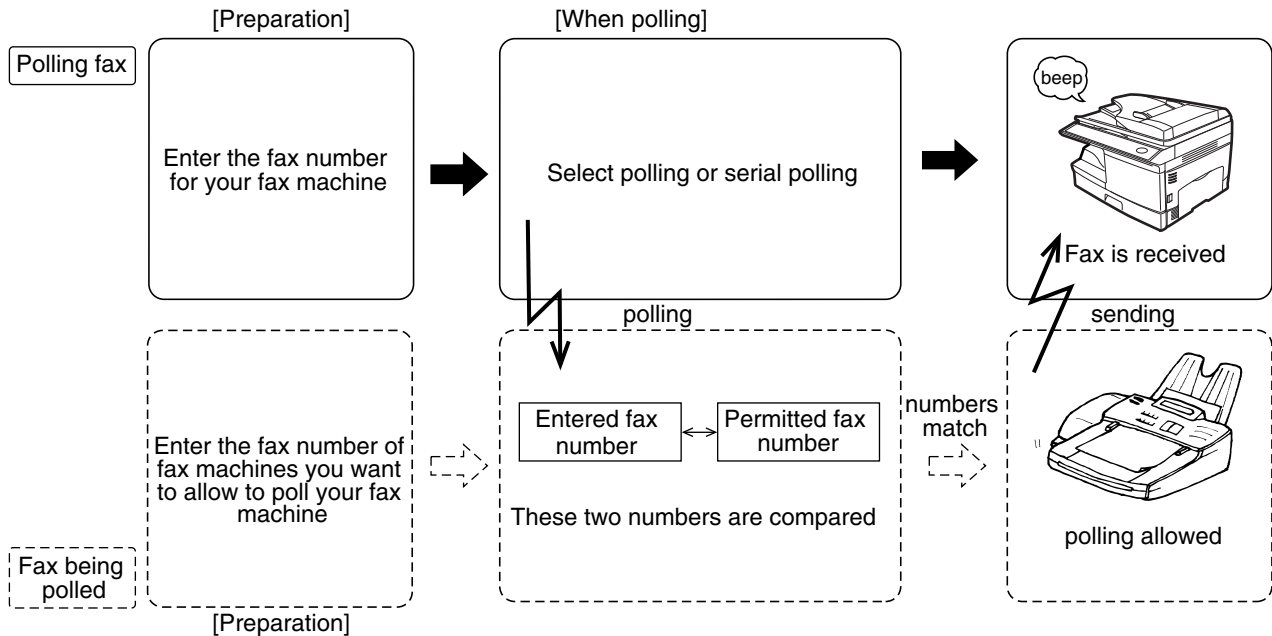 [Preparation]
[When polling]
Polling fax
Enter the fax number
for your fax machine
Select polling or serial polling
beep
Fax is received
polling
sending
Enter the fax number of
fax machines you want
to allow to poll your fax
machine
Entered fax
number
Permitted fax
number
These two numbers are compared
numbers
match
polling allowed
Fax being
polled
[Preparation]